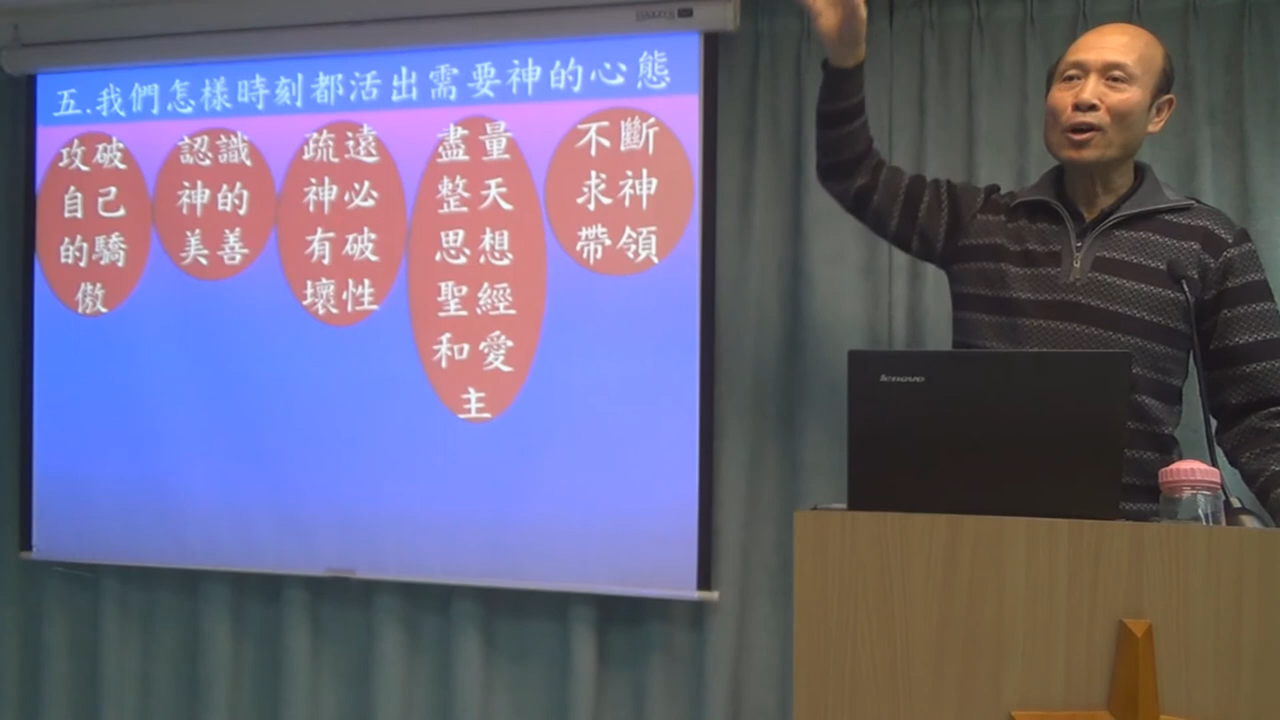 五.我們怎樣時刻都活出需要神的心態
攻破
自己
的驕
傲
認識
神的
美善
疏遠
神必
有破
壞性
盡量
整天
思想
聖經
和愛
主
不斷
求神
帶領
lenovo